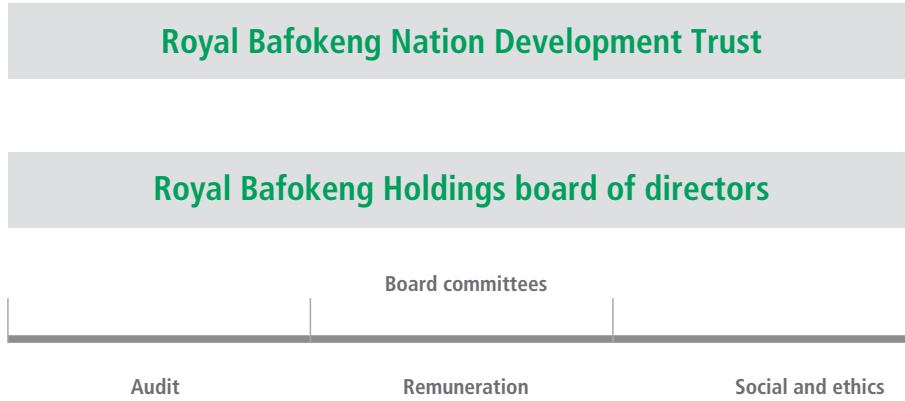 Royal Bafokeng Nation Development Trust
Royal Bafokeng Holdings board of directors
Board committees
Audit
Remuneration
Social and ethics